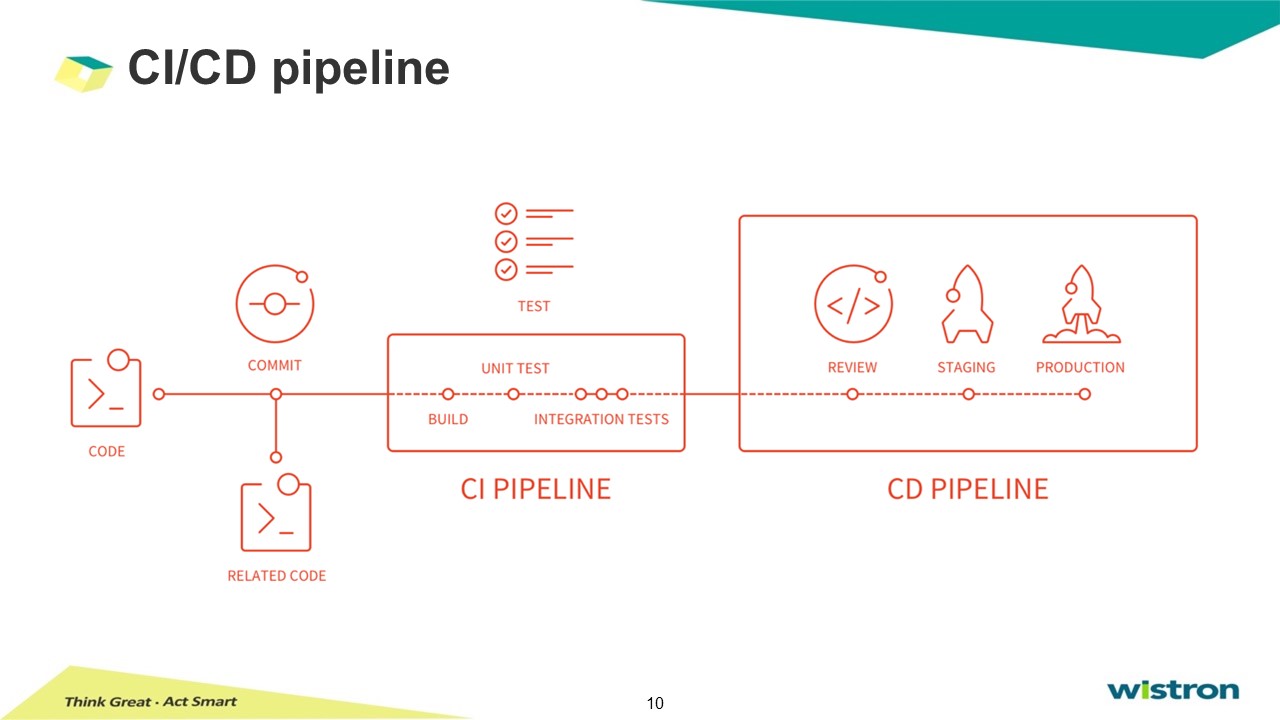 CI/CD pipeline
TEST
COMMIT
UNIT TEST
REVIEW
STAGING
PRODUCTION
BUILD
INTEGRATION TESTS
CODE
CI PIPELINE
CD PIPELINE
RELATED CODE
Think Great · Act Smart
10
wistron